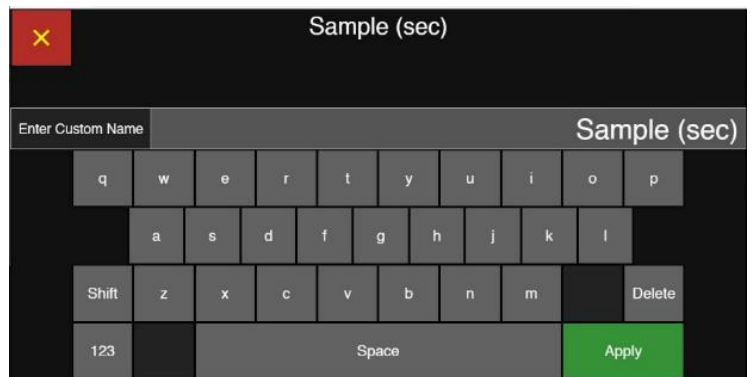 × Sample (sec)
Enter Custom Name Sample (sec)
q w e r t y u i o p
a s d f g h j k l
Shift z x c v b n m Delete
123 Space Apply